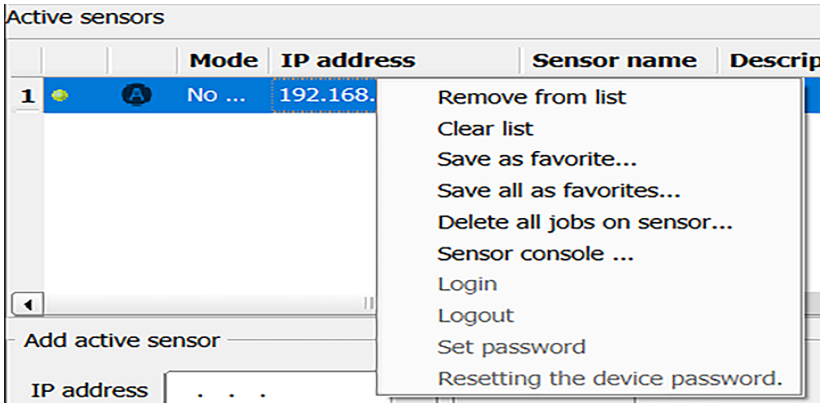 Active sensors
Mode IP address Sensor name Descrip
1 A No ... 192.168.
Remove from list
Clear list
Save as favorite...
Save all as favorites...
Delete all jobs on sensor...
Sensor console ...
Login
Logout
Set password
Resetting the device password.
Add active sensor
IP address . . .